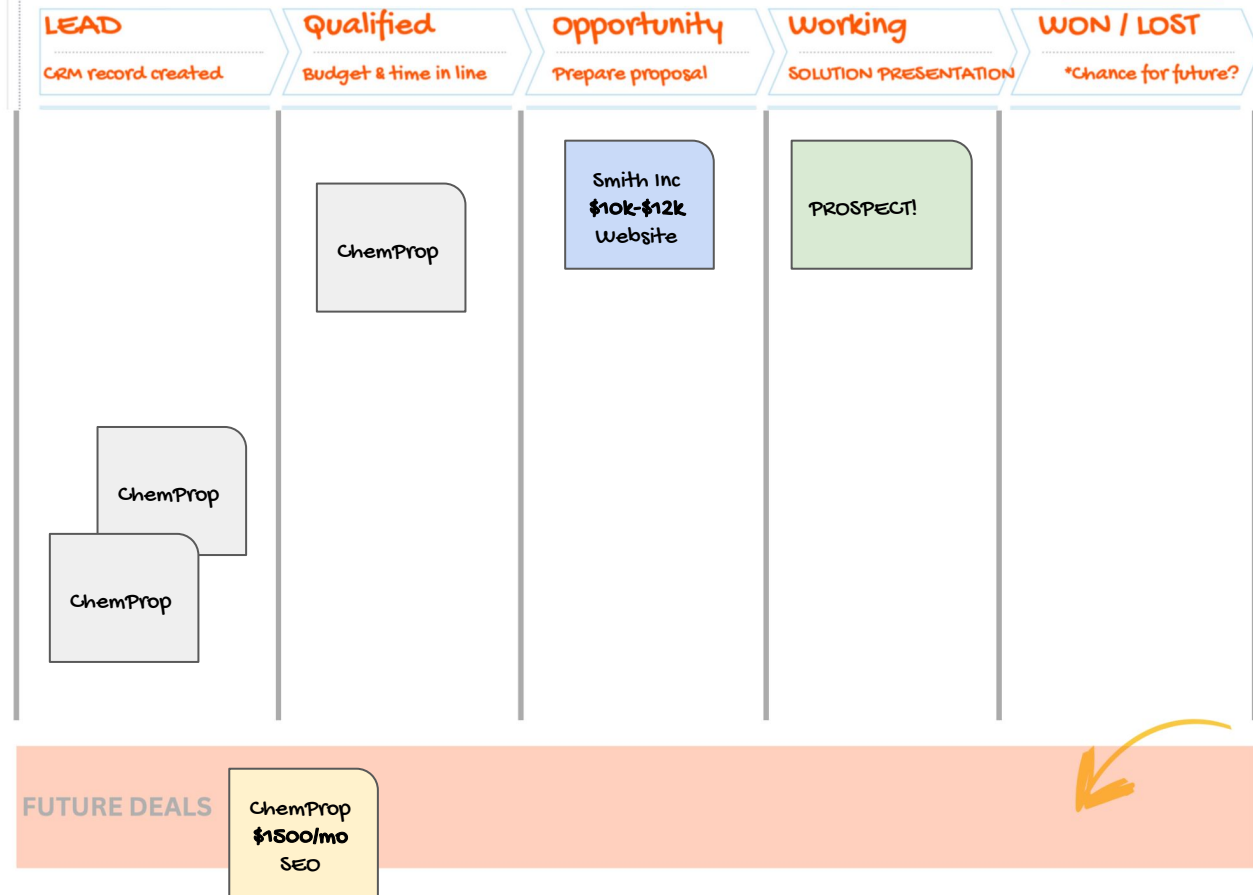 LEAD
CRM record created
Qualified
Budget & time in line
Opportunity
Prepare proposal
Working
SOLUTION PRESENTATION
WON / LOST
*Chance for future?
ChemProp
ChemProp
ChemProp
Smith Inc
$10k-$12k
Website
PROSPECT!
FUTURE DEALS
ChemProp
$1500/mo
SEO